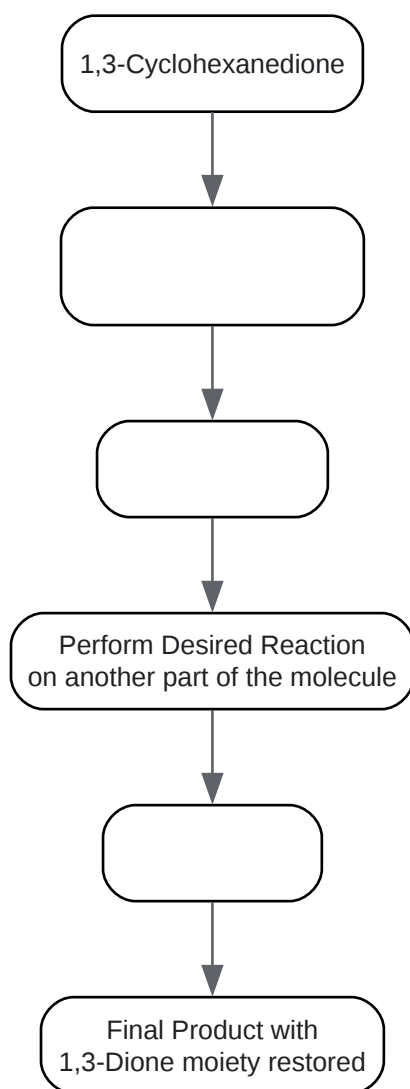 1,3-Cyclohexanedione
Perform Desired Reaction
on another part of the molecule
Final Product with
1,3-Dione moiety restored